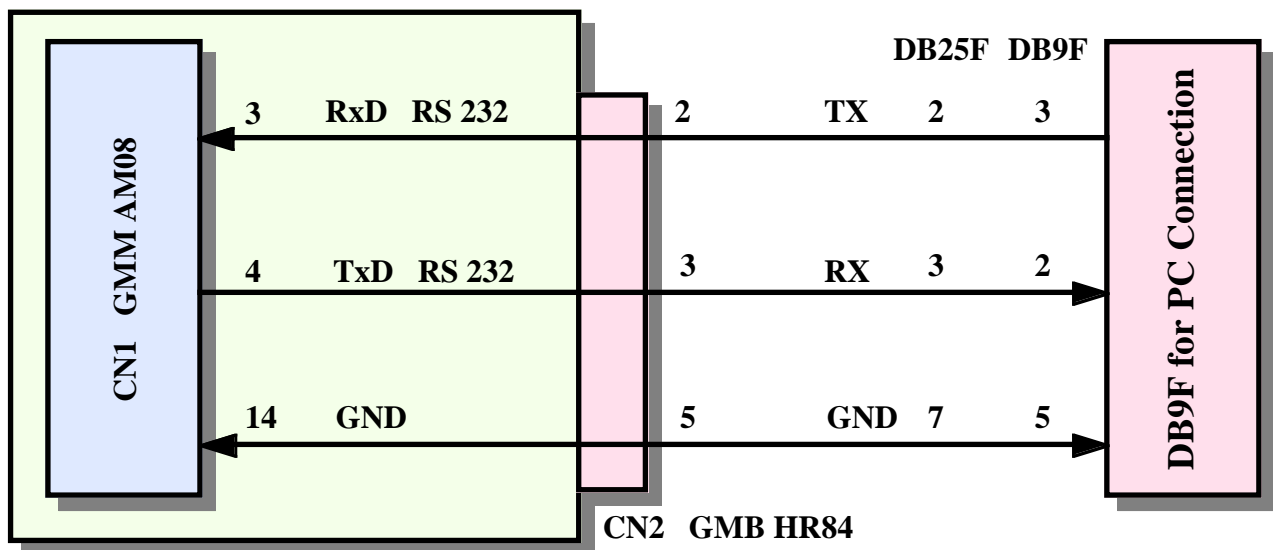 DB25F DB9F
3 RxD RS 232 2 TX 2 3
4 TxD RS 232 3 RX 3 2
14 GND 5 GND 7 5
CN1 GMM AM08
DB9F for PC Connection
CN2 GMB HR84